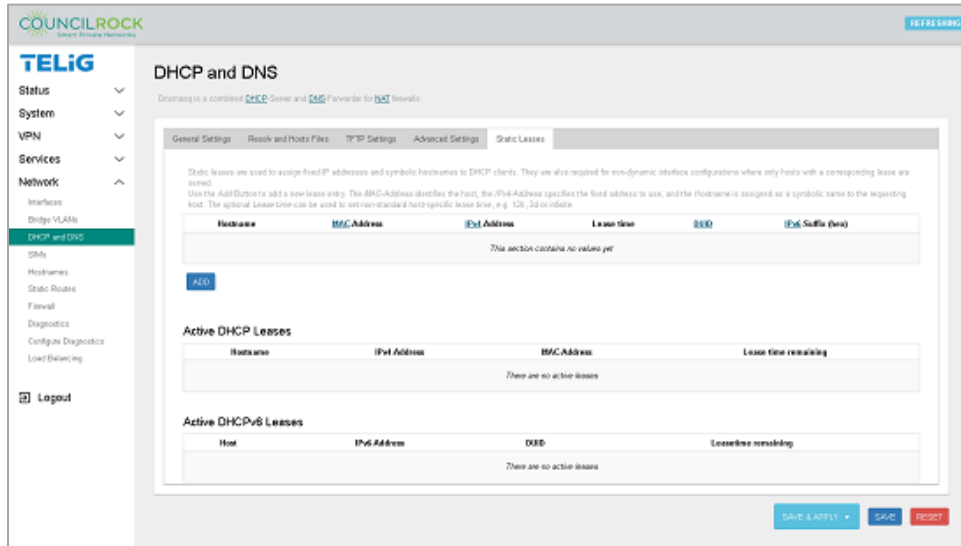 COUNCILROCK
Smart Private Networks
REFRESHING
TELiG
Status
System
VPN
Services
Network
Interfaces
Bridge VLANs
DHCP and DNS
SIMs
Hostnames
Static Routes
Firewall
Diagnostics
Configure Diagnostics
Load Balancing
Logout
DHCP and DNS
Dnsmasq is a combined DHCP-Server and DNS-Forwarder for NAT firewalls
General Settings Resolv and Hosts Files TFTP Settings Advanced Settings Static Leases
Static leases are used to assign fixed IP addresses and symbolic hostnames to DHCP clients. They are also required for non-dynamic interface configurations where only hosts with a corresponding lease are
served.
Use the Add Button to add a new lease entry. The MAC-Address identifies the host, the IPv4-Address specifies the fixed address to use, and the Hostname is assigned as a symbolic name to the requesting
host. The optional Lease time can be used to set non-standard host-specific lease time, e.g. 12h, 3d or infinite.
Hostname MAC Address IPv4 Address Lease time DUID IPv6 Suffix (hex)
This section contains no values yet
ADD
Active DHCP Leases
Hostname IPv4 Address MAC Address Lease time remaining
There are no active leases
Active DHCPv6 Leases
Host IPv6 Address DUID Leasetime remaining
There are no active leases
SAVE & APPLY SAVE RESET